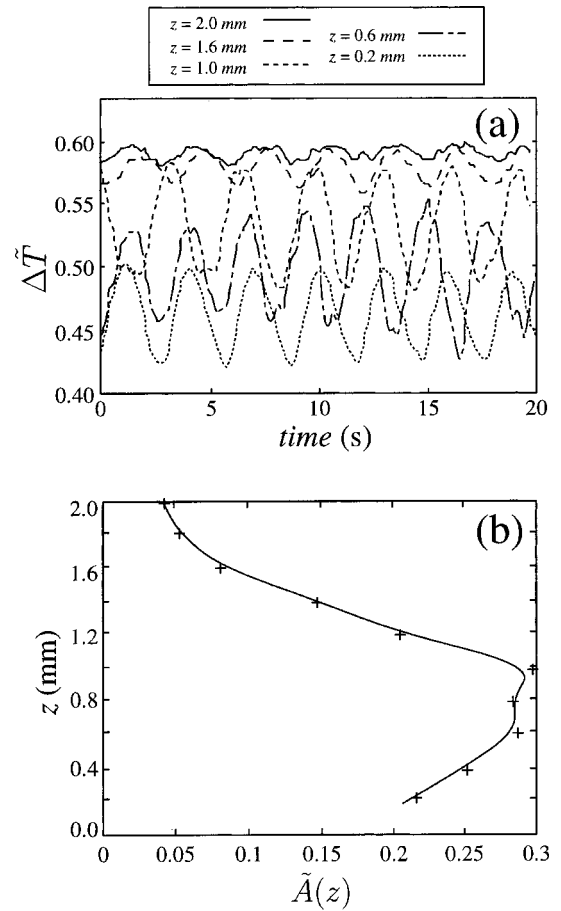 z = 2.0 mm
z = 1.6 mm
z = 1.0 mm
z = 0.6 mm
z = 0.2 mm
(a)
0.60
0.55
0.50
0.45
0.40
ΔT̃
0 5 10 15 20
time (s)
(b)
2.0
1.6
1.2
0.8
0.4
0.0
z (mm)
0 0.05 0.1 0.15 0.2 0.25 0.3
Ã(z)